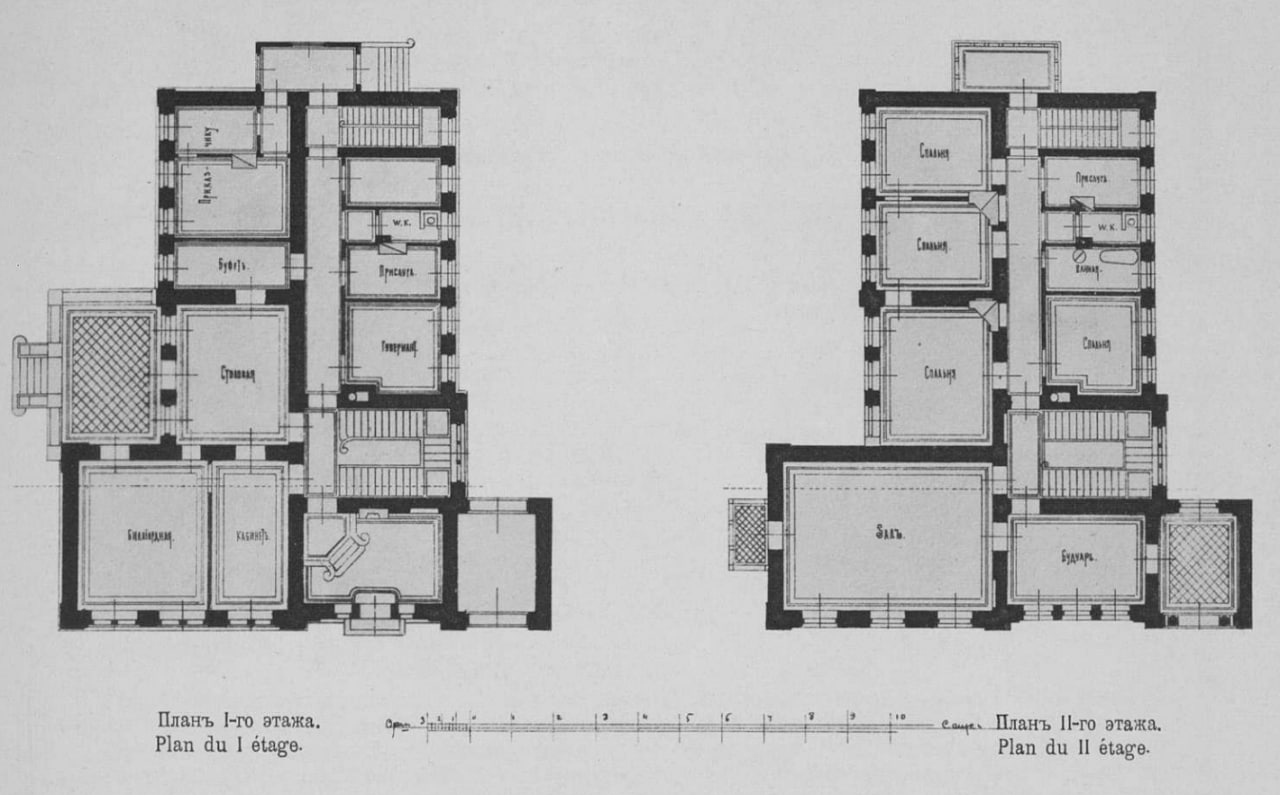 чику
Приказ-
Буфетъ.
W.K.
Прислуга.
Гувернант.
Столовая
Билліардная.
КАБИНЕТЪ
Спальня
Спальня.
Спальня
Прислуга.
W.K.
Ванная.
Спальня
Залъ.
Будуаръ.
Планъ I-го этажа.
Plan du I étage.
Арш. 3 2 1 0 1 2 3 4 5 6 7 8 9 10 Саже.
Планъ II-го этажа.
Plan du II étage.